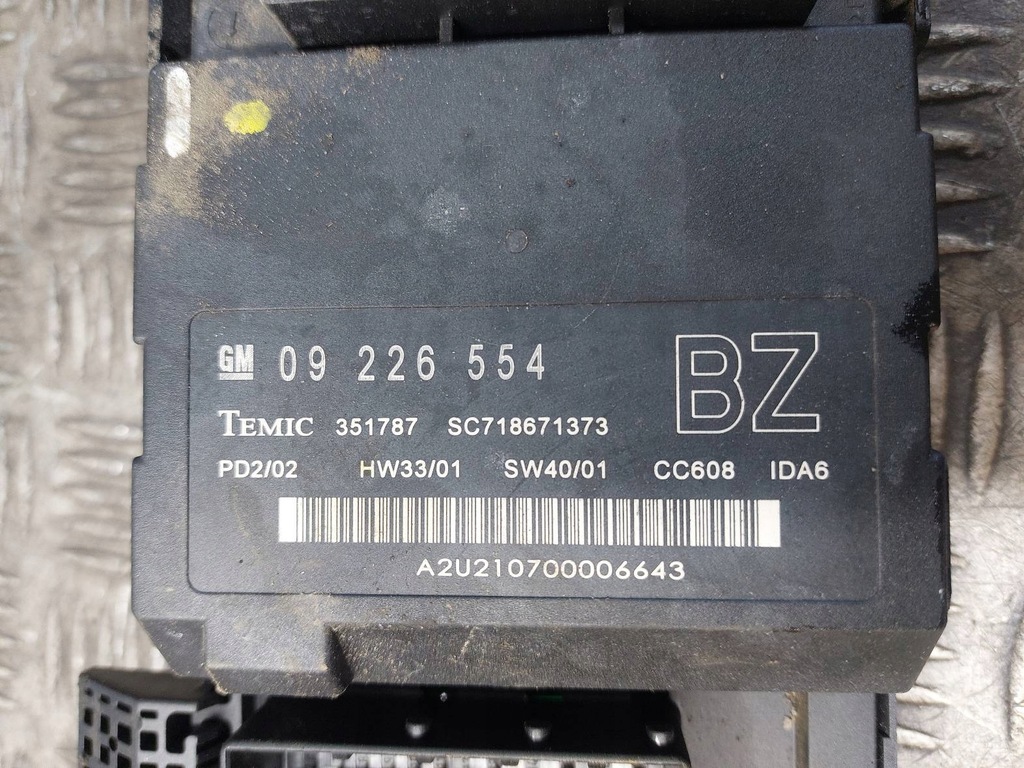 GM 09 226 554 BZ
TEMIC 351787 SC718671373
PD2/02 HW33/01 SW40/01 CC608 IDA6
A2U210700006643